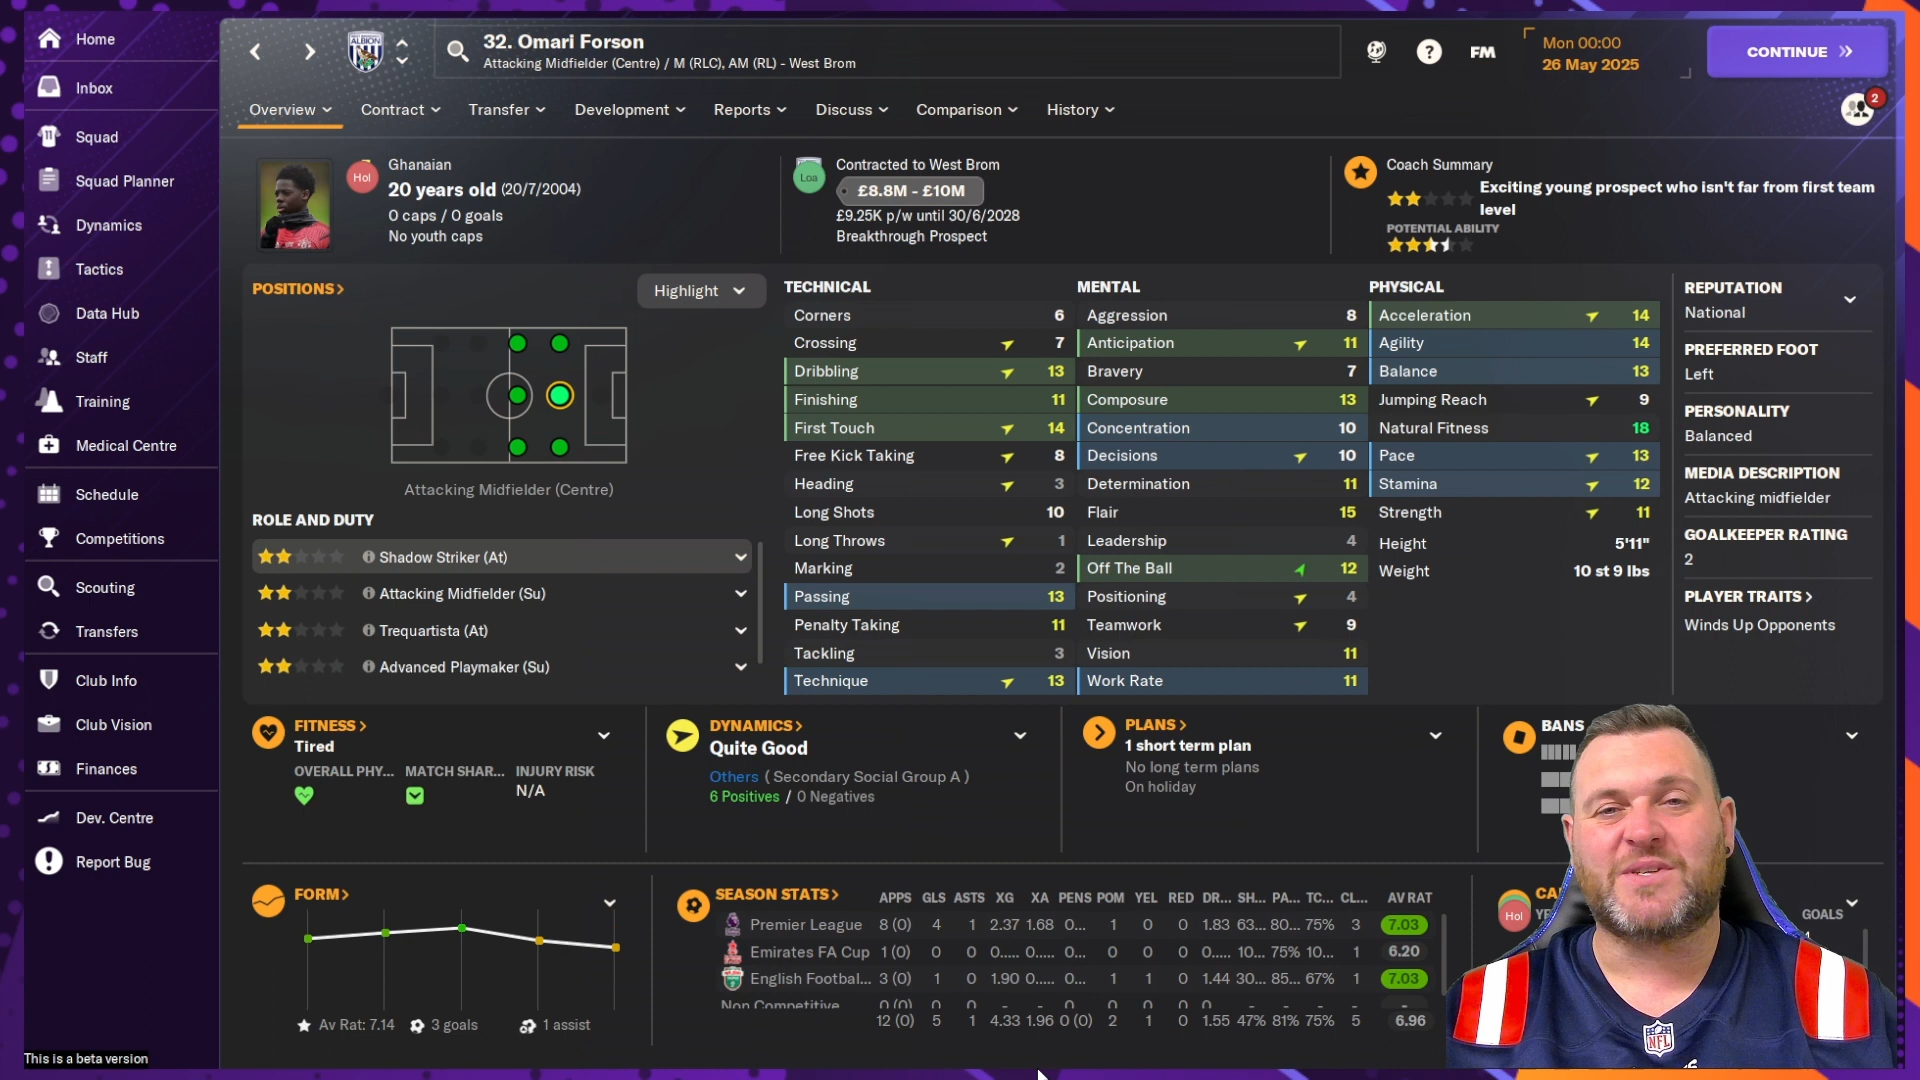 Home
Inbox
Squad
Squad Planner
Dynamics
Tactics
Data Hub
Staff
Training
Medical Centre
Schedule
Competitions
Scouting
Transfers
Club Info
Club Vision
Finances
Dev. Centre
Report Bug
This is a beta version
ALBION
32. Omari Forson
Attacking Midfielder (Centre) / M (RLC), AM (RL) - West Brom
? FM
Mon 00:00
26 May 2025
CONTINUE
Overview Contract Transfer Development Reports Discuss Comparison History
2
Hol
Ghanaian
20 years old (20/7/2004)
0 caps / 0 goals
No youth caps
Loa
Contracted to West Brom
£8.8M - £10M
£9.25K p/w until 30/6/2028
Breakthrough Prospect
Coach Summary
Exciting young prospect who isn't far from first team
level
POTENTIAL ABILITY
POSITIONS >
Highlight
Attacking Midfielder (Centre)
ROLE AND DUTY
Shadow Striker (At)
Attacking Midfielder (Su)
Trequartista (At)
Advanced Playmaker (Su)
TECHNICAL
Corners 6
Crossing 7
Dribbling 13
Finishing 11
First Touch 14
Free Kick Taking 8
Heading 3
Long Shots 10
Long Throws 1
Marking 2
Passing 13
Penalty Taking 11
Tackling 3
Technique 13
MENTAL
Aggression 8
Anticipation 11
Bravery 7
Composure 13
Concentration 10
Decisions 10
Determination 11
Flair 15
Leadership 4
Off The Ball 12
Positioning 4
Teamwork 9
Vision 11
Work Rate 11
PHYSICAL
Acceleration 14
Agility 14
Balance 13
Jumping Reach 9
Natural Fitness 18
Pace 13
Stamina 12
Strength 11
Height 5'11"
Weight 10 st 9 lbs
REPUTATION
National
PREFERRED FOOT
Left
PERSONALITY
Balanced
MEDIA DESCRIPTION
Attacking midfielder
GOALKEEPER RATING
2
PLAYER TRAITS >
Winds Up Opponents
FITNESS >
Tired
OVERALL PHY... MATCH SHAR... INJURY RISK
N/A
DYNAMICS >
Quite Good
Others ( Secondary Social Group A )
6 Positives / 0 Negatives
PLANS >
1 short term plan
No long term plans
On holiday
BANS
FORM >
Av Rat: 7.14 3 goals 1 assist
SEASON STATS > APPS GLS ASTS XG XA PENS POM YEL RED DR... SH... PA... TC... CL... AV RAT
Premier League 8 (0) 4 1 2.37 1.68 0... 1 0 0 1.83 63... 80... 75% 3 7.03
Emirates FA Cup 1 (0) 0 0 0..... 0..... 0... 0 0 0 0..... 10... 75% 10... 1 6.20
English Footbal... 3 (0) 1 0 1.90 0..... 0... 1 1 0 1.44 30... 85... 67% 1 7.03
Non Competitive 0 (0) 0 0 - - 0 0 0 0 0 - - - - -
12 (0) 5 1 4.33 1.96 0 (0) 2 1 0 1.55 47% 81% 75% 5 6.96
Hol
GOALS
NFL